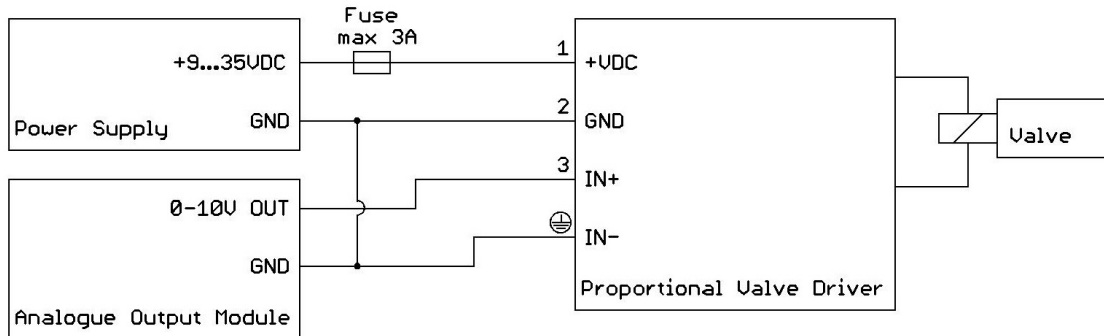 Fuse
max 3A
+9...35VDC
GND
Power Supply
0-10V OUT
GND
Analogue Output Module
1
+VDC
2
GND
3
IN+
IN-
Proportional Valve Driver
Valve